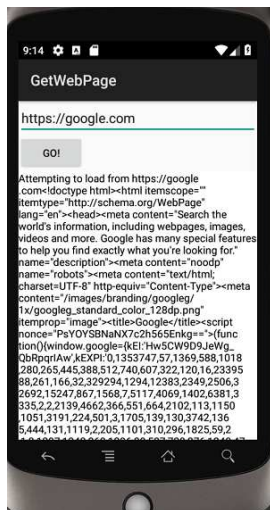 9:14
GetWebPage
https://google.com
GO!
Attempting to load from https://google
.com<!doctype html><html itemscope=""
itemtype="http://schema.org/WebPage"
lang="en"><head><meta content="Search the
world's information, including webpages, images,
videos and more. Google has many special features
to help you find exactly what you're looking for."
name="description"><meta content="noodp"
name="robots"><meta content="text/html;
charset=UTF-8" http-equiv="Content-Type"><meta
content="/images/branding/googleg/
1x/googleg_standard_color_128dp.png"
itemprop="image"><title>Google</title><script
nonce="PsYOYSBNaNX7c2h565Enkg==">(function
(){window.google={kEI:'Hw5CW9D9JeWg_
QbRpqrIAw',kEXPI:'0,1353747,57,1369,588,1018
,280,265,445,388,512,740,607,322,120,16,23395
88,261,166,32,329294,1294,12383,2349,2506,3
2692,15247,867,1568,7,5117,4069,1402,6381,3
335,2,2,2139,4662,366,551,664,2102,113,1150
,1051,3191,224,501,3,1705,139,130,3742,136
5,444,131,1119,2,205,1101,310,296,1825,59,2